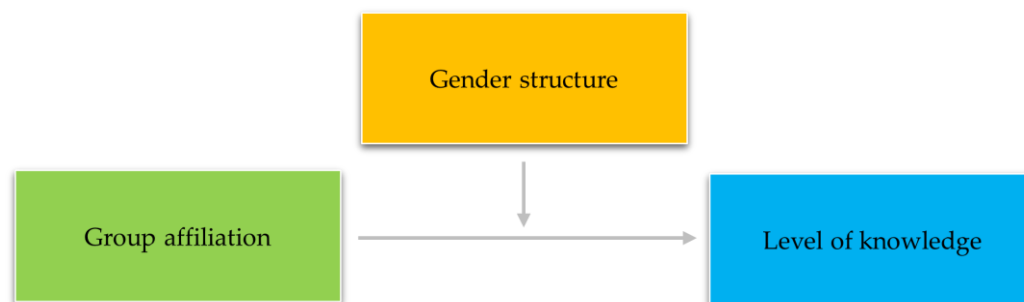 Gender structure
Group affiliation
Level of knowledge